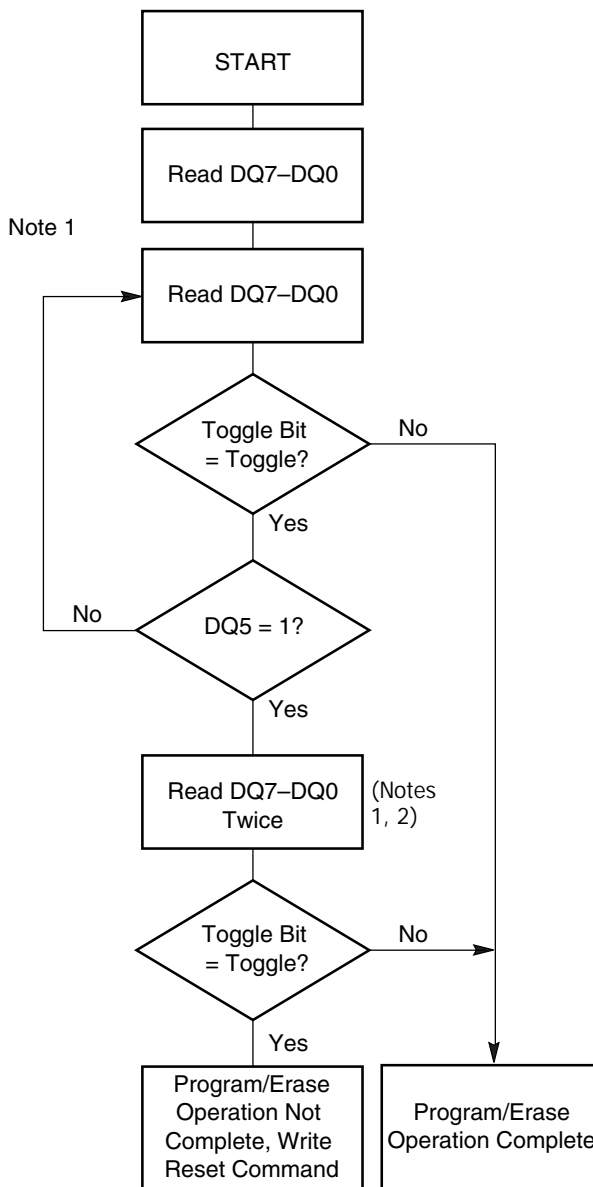 START
Read DQ7–DQ0
Note 1
Read DQ7–DQ0
Toggle Bit
= Toggle?
No
Yes
No
DQ5 = 1?
Yes
Read DQ7–DQ0
Twice
(Notes
1, 2)
Toggle Bit
= Toggle?
No
Yes
Program/Erase
Operation Not
Complete, Write
Reset Command
Program/Erase
Operation Complete